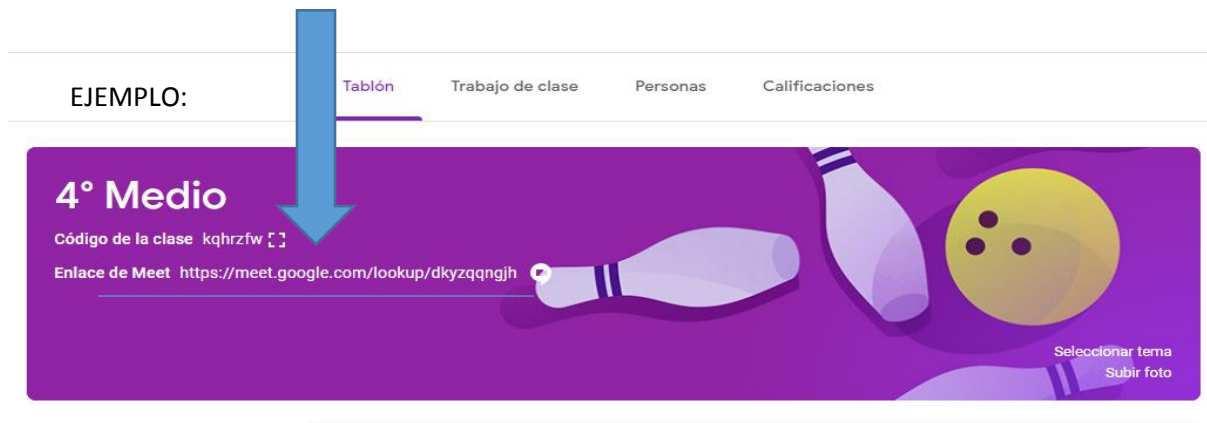 EJEMPLO:
Tablón Trabajo de clase Personas Calificaciones
4° Medio
Código de la clase kqhrzfw
Enlace de Meet https://meet.google.com/lookup/dkyzqqngjh
Seleccionar tema
Subir foto